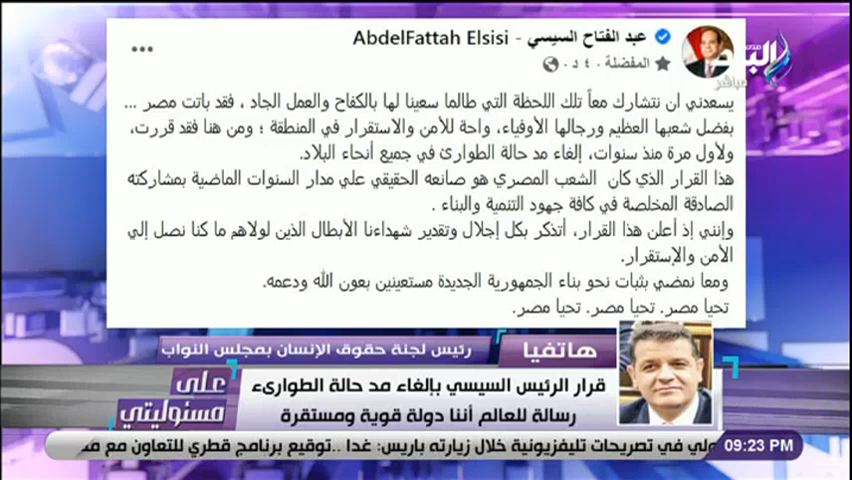 عبد الفتاح السيسي - AbdelFattah Elsisi
المفضلة · ٤٠ د ·
يسعدني ان نتشارك معاً تلك اللحظة التي طالما سعينا لها بالكفاح والعمل الجاد ، فقد باتت مصر ...
بفضل شعبها العظيم ورجالها الأوفياء، واحة للأمن والاستقرار في المنطقة ؛ ومن هنا فقد قررت،
ولأول مرة منذ سنوات، إلغاء مد حالة الطوارئ في جميع أنحاء البلاد.
هذا القرار الذي كان الشعب المصري هو صانعه الحقيقي علي مدار السنوات الماضية بمشاركته
الصادقة المخلصة في كافة جهود التنمية والبناء .
وإنني إذ أعلن هذا القرار، أتذكر بكل إجلال وتقدير شهداءنا الأبطال الذين لولاهم ما كنا نصل إلي
الأمن والإستقرار.
ومعا نمضي بثبات نحو بناء الجمهورية الجديدة مستعينين بعون الله ودعمه.
تحيا مصر. تحيا مصر. تحيا مصر.
مباشر
هاتفيا
رئيس لجنة حقوق الإنسان بمجلس النواب
قرار الرئيس السيسي بإلغاء مد حالة الطوارىء
رسالة للعالم أننا دولة قوية ومستقرة
على
مسئوليتي
ولي في تصريحات تليفزيونية خلال زيارته باريس: غدا ..توقيع برنامج قطري للتعاون مع
09:23 PM